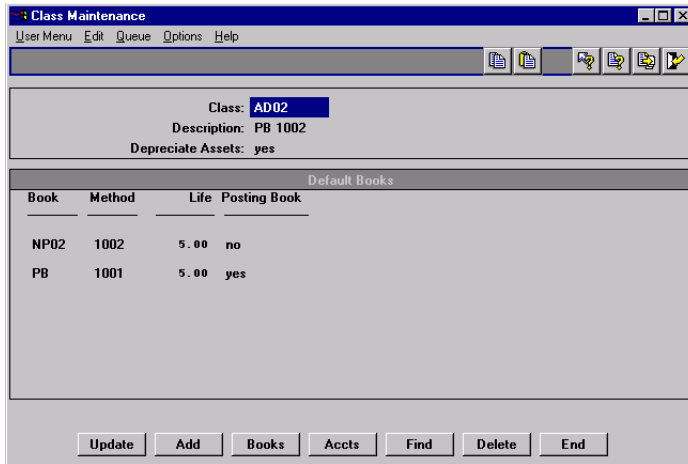 Class Maintenance
User Menu Edit Queue Options Help
Class: AD02
Description: PB 1002
Depreciate Assets: yes
Default Books
Book Method Life Posting Book
NP02 1002 5.00 no
PB 1001 5.00 yes
Update Add Books Accts Find Delete End